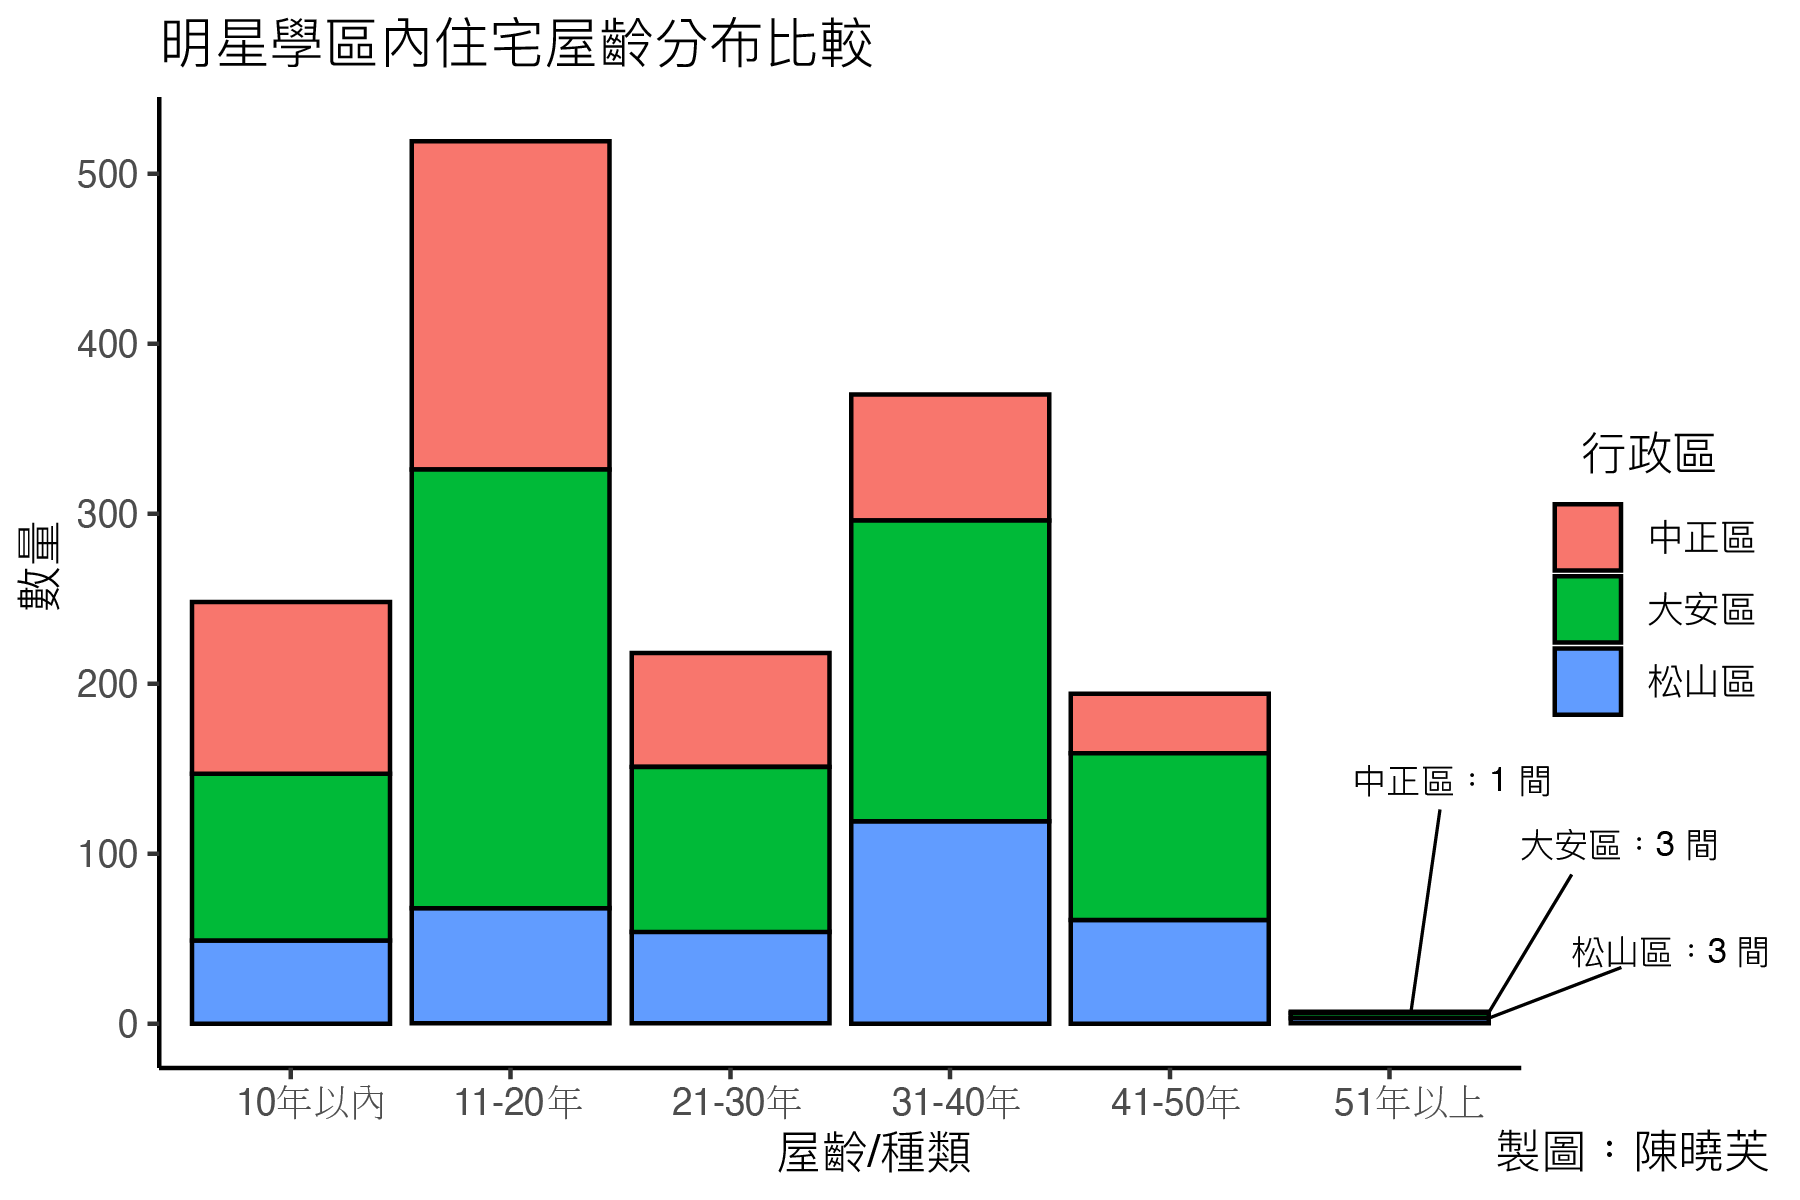 明星學區內住宅屋齡分布比較
數量
500
400
300
200
100
0
10年以內
11-20年
21-30年
31-40年
41-50年
51年以上
屋齡/種類
行政區
中正區
大安區
松山區
中正區：1 間
大安區：3 間
松山區：3 間
製圖：陳曉芙